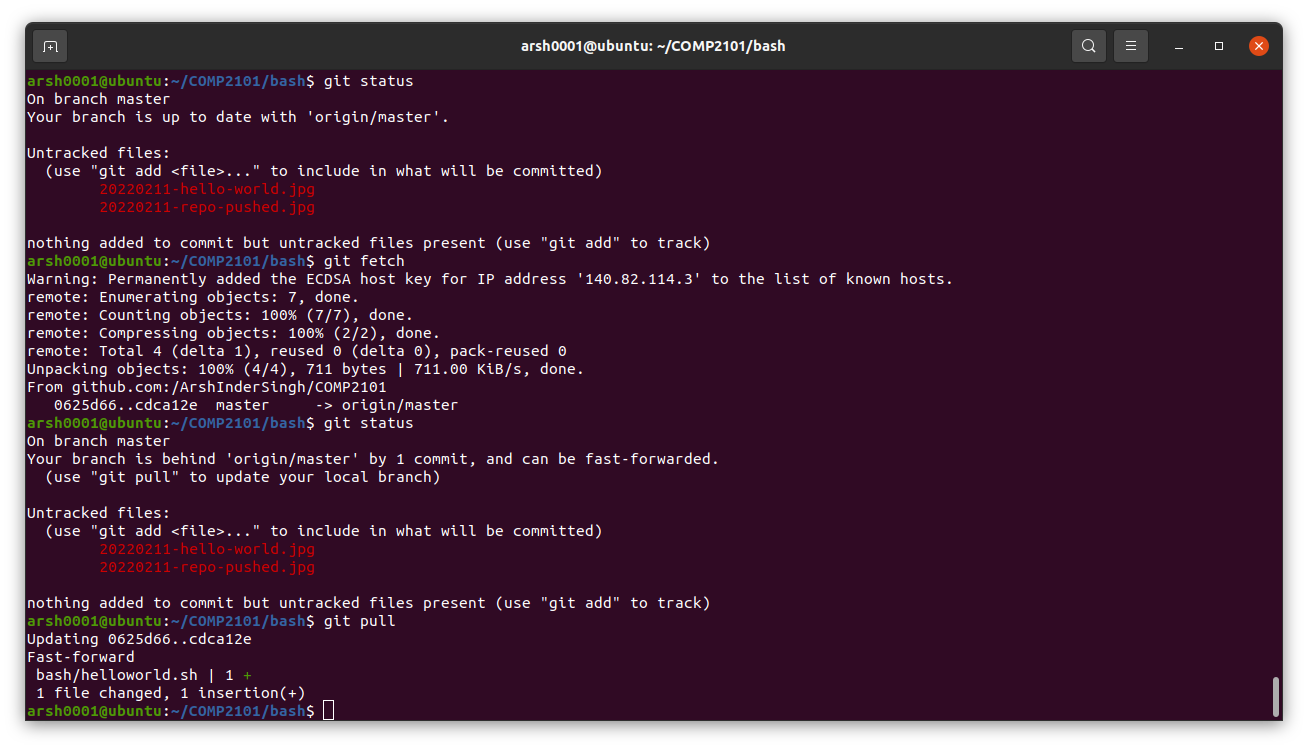 arsh0001@ubuntu: ~/COMP2101/bash
arsh0001@ubuntu:~/COMP2101/bash$ git status
On branch master
Your branch is up to date with 'origin/master'.
Untracked files:
  (use "git add <file>..." to include in what will be committed)
        20220211-hello-world.jpg
        20220211-repo-pushed.jpg
nothing added to commit but untracked files present (use "git add" to track)
arsh0001@ubuntu:~/COMP2101/bash$ git fetch
Warning: Permanently added the ECDSA host key for IP address '140.82.114.3' to the list of known hosts.
remote: Enumerating objects: 7, done.
remote: Counting objects: 100% (7/7), done.
remote: Compressing objects: 100% (2/2), done.
remote: Total 4 (delta 1), reused 0 (delta 0), pack-reused 0
Unpacking objects: 100% (4/4), 711 bytes | 711.00 KiB/s, done.
From github.com:/ArshInderSingh/COMP2101
   0625d66..cdca12e  master     -> origin/master
arsh0001@ubuntu:~/COMP2101/bash$ git status
On branch master
Your branch is behind 'origin/master' by 1 commit, and can be fast-forwarded.
  (use "git pull" to update your local branch)
Untracked files:
  (use "git add <file>..." to include in what will be committed)
        20220211-hello-world.jpg
        20220211-repo-pushed.jpg
nothing added to commit but untracked files present (use "git add" to track)
arsh0001@ubuntu:~/COMP2101/bash$ git pull
Updating 0625d66..cdca12e
Fast-forward
 bash/helloworld.sh | 1 +
 1 file changed, 1 insertion(+)
arsh0001@ubuntu:~/COMP2101/bash$